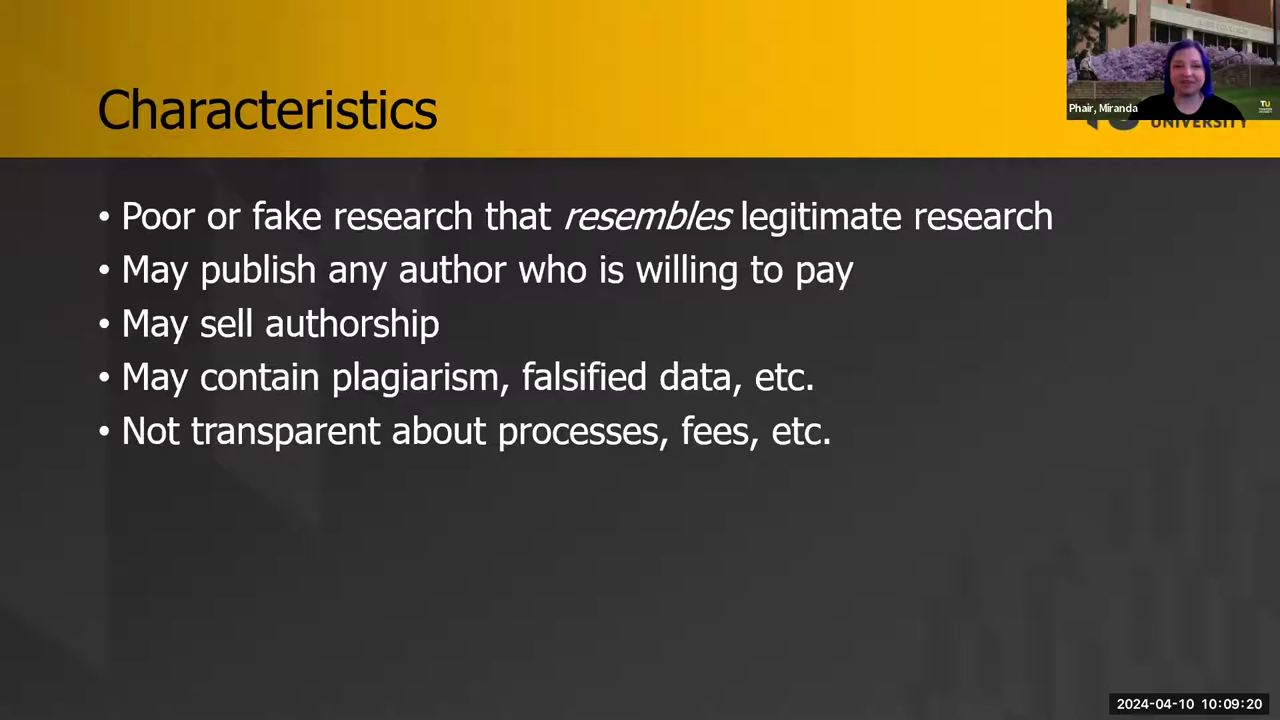 Characteristics
Phair, Miranda
TU
UNIVERSITY
• Poor or fake research that resembles legitimate research
• May publish any author who is willing to pay
• May sell authorship
• May contain plagiarism, falsified data, etc.
• Not transparent about processes, fees, etc.
2024-04-10 10:09:20